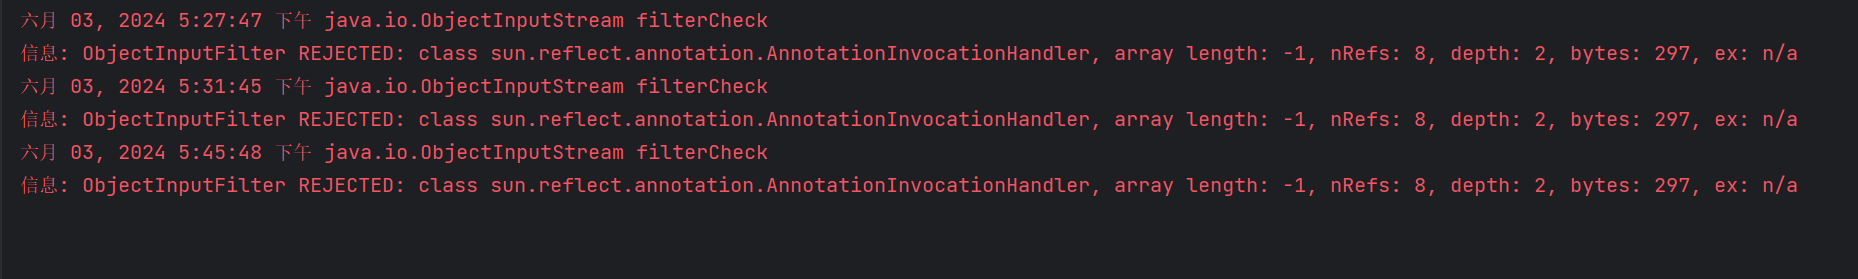 六月 03, 2024 5:27:47 下午 java.io.ObjectInputStream filterCheck
信息: ObjectInputFilter REJECTED: class sun.reflect.annotation.AnnotationInvocationHandler, array length: -1, nRefs: 8, depth: 2, bytes: 297, ex: n/a
六月 03, 2024 5:31:45 下午 java.io.ObjectInputStream filterCheck
信息: ObjectInputFilter REJECTED: class sun.reflect.annotation.AnnotationInvocationHandler, array length: -1, nRefs: 8, depth: 2, bytes: 297, ex: n/a
六月 03, 2024 5:45:48 下午 java.io.ObjectInputStream filterCheck
信息: ObjectInputFilter REJECTED: class sun.reflect.annotation.AnnotationInvocationHandler, array length: -1, nRefs: 8, depth: 2, bytes: 297, ex: n/a